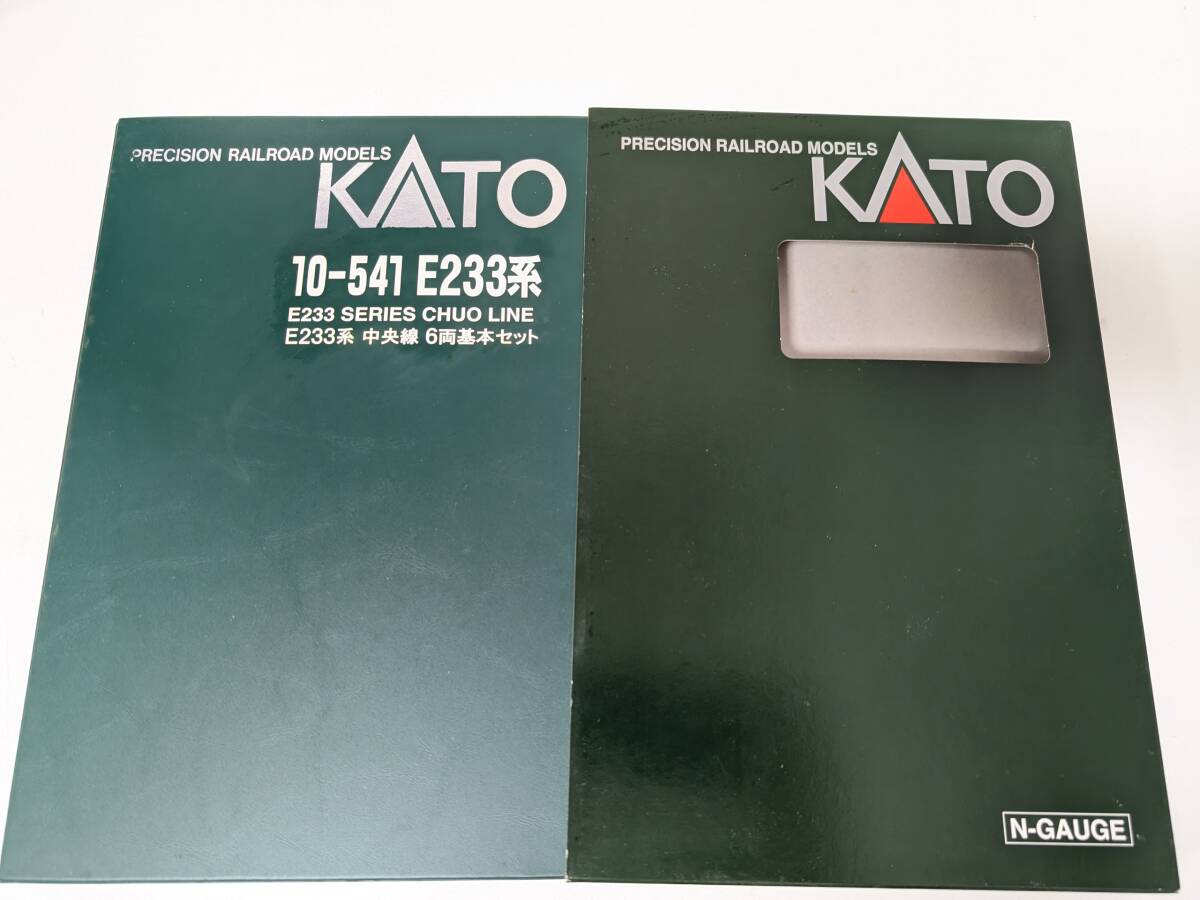 PRECISION RAILROAD MODELS
KATO
10-541 E233系
E233 SERIES CHUO LINE
E233系 中央線 6両基本セット
PRECISION RAILROAD MODELS
KATO
N-GAUGE